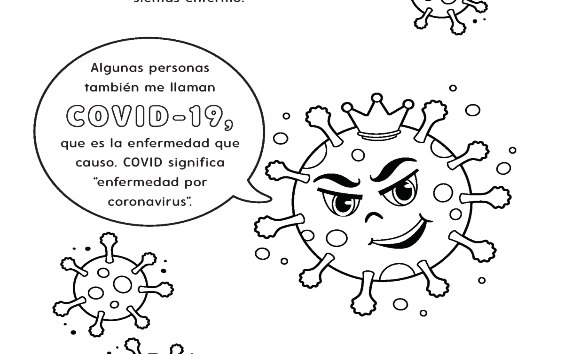 sientas enfermo.
Algunas personas
también me llaman
COVID-19,
que es la enfermedad que
causo. COVID significa
"enfermedad por
coronavirus".